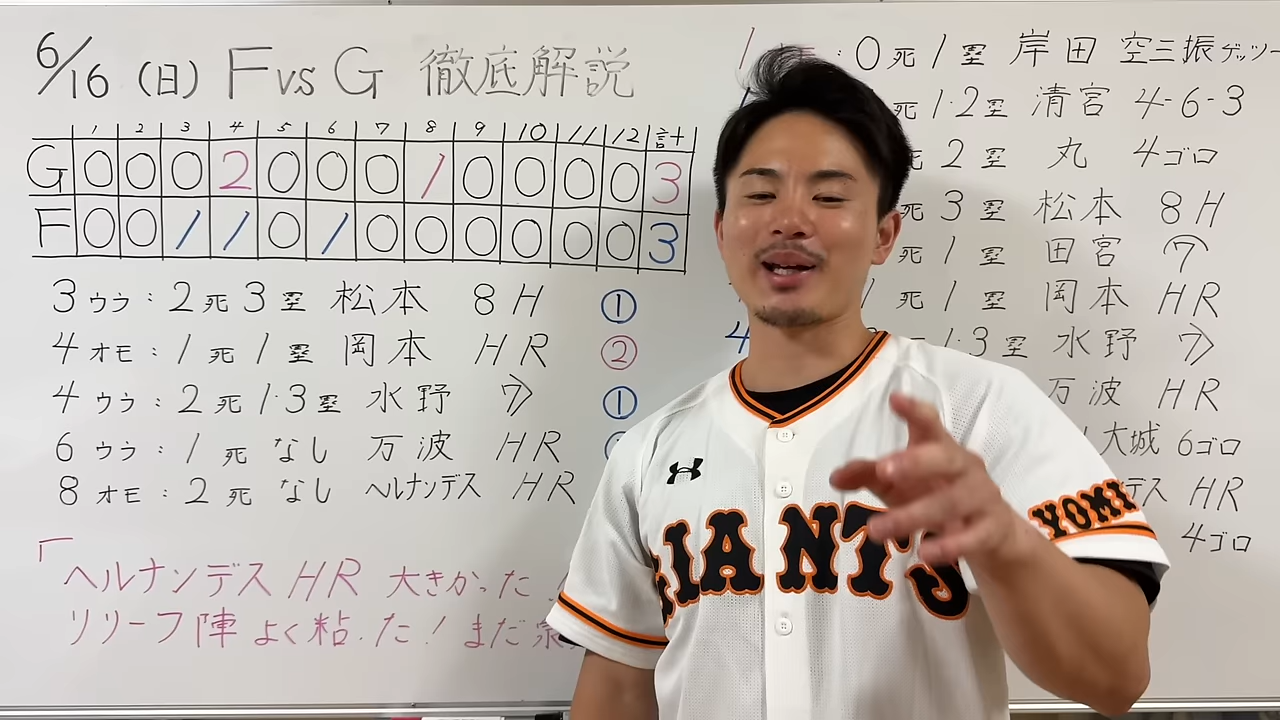 6/16 (日) F vs G 徹底解説
1 2 3 4 5 6 7 8 9 10 11 12 計
G 0 0 0 2 0 0 0 1 0 0 0 0 3
F 0 0 1 1 0 1 0 0 0 0 0 0 3
3ウラ:2死3塁 松本 8H ①
4オモ:1死1塁 岡本 HR ②
4ウラ:2死1・3塁 水野 7> ①
6ウラ:1死なし 万波 HR
8オモ:2死なし ヘルナンデス HR
「ヘルナンデスHR 大きかった
リリーフ陣 よく粘った!まだ
:0死1塁 岸田 空三振ゲッツー
死1・2塁 清宮 4-6-3
死2塁 丸 4ゴロ
死3塁 松本 8H
死1塁 田宮 7
死1塁 岡本 HR
4 1・3塁 水野 7>
万波 HR
大城 6ゴロ
デス HR
4ゴロ
GIANTS
YOMI